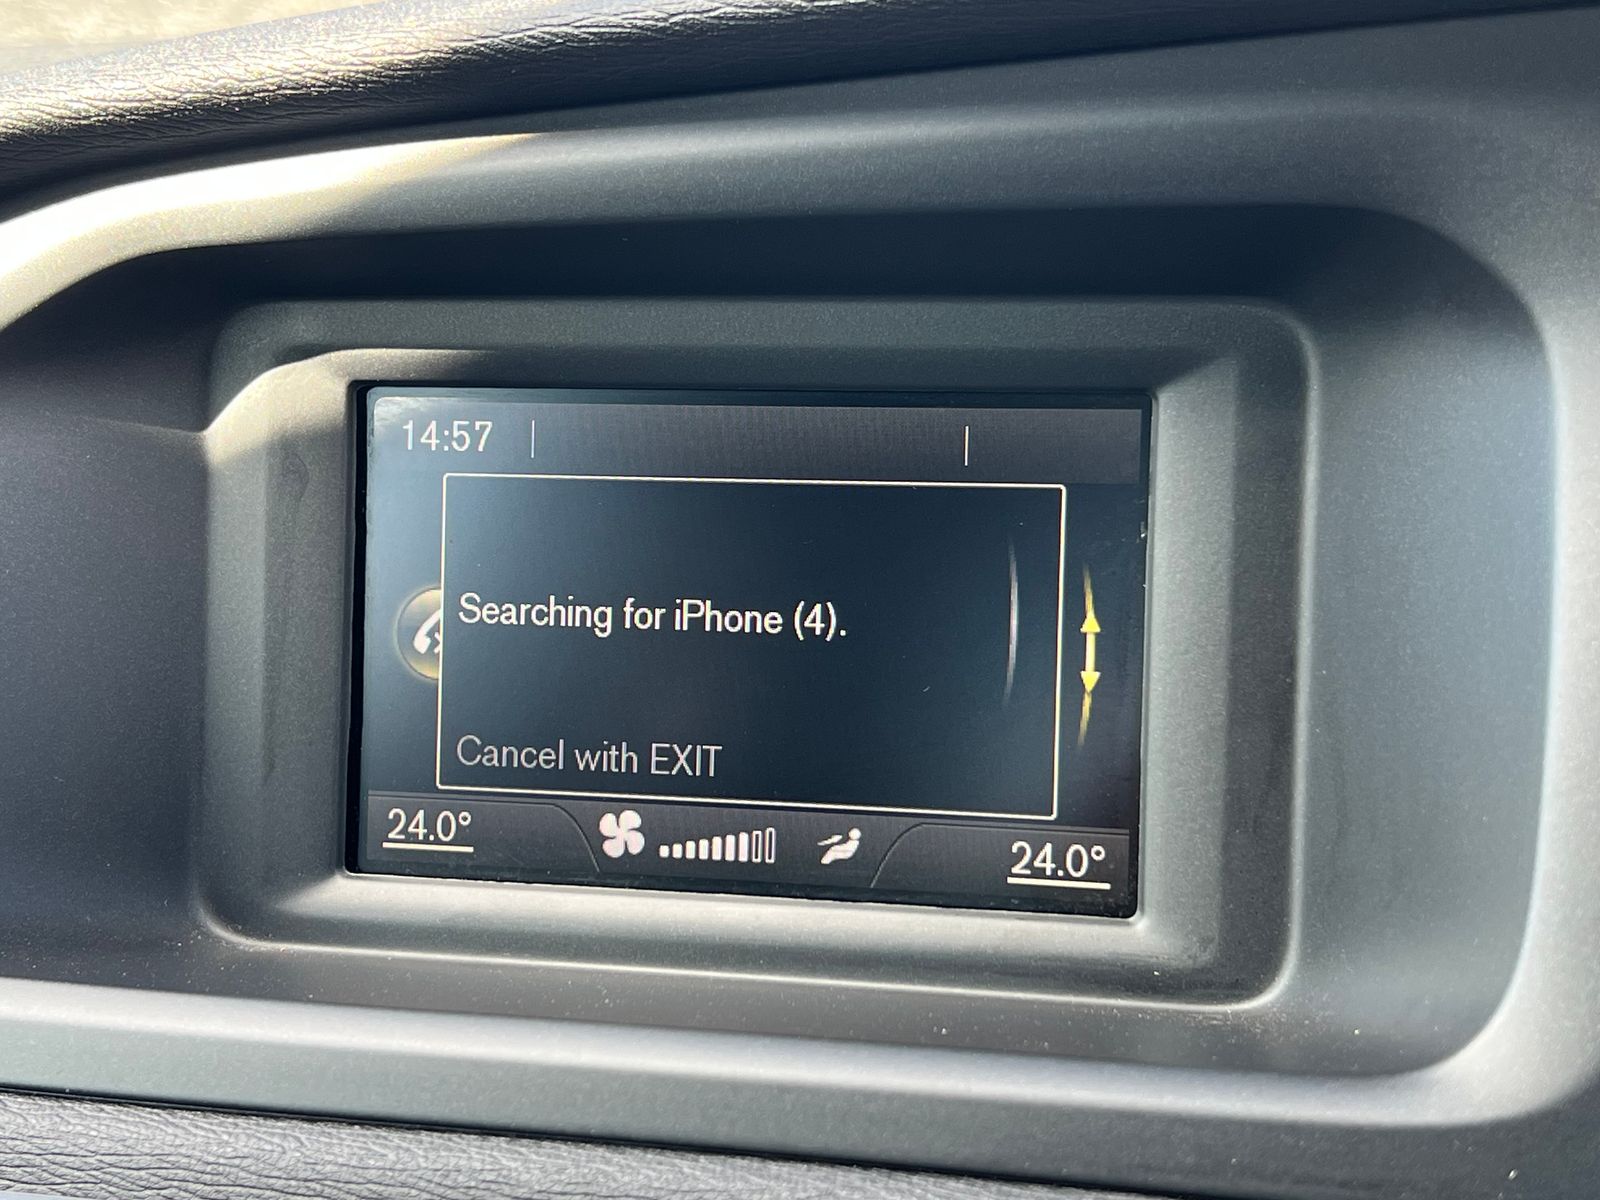 14:57
Searching for iPhone (4).
Cancel with EXIT
24.0°
24.0°